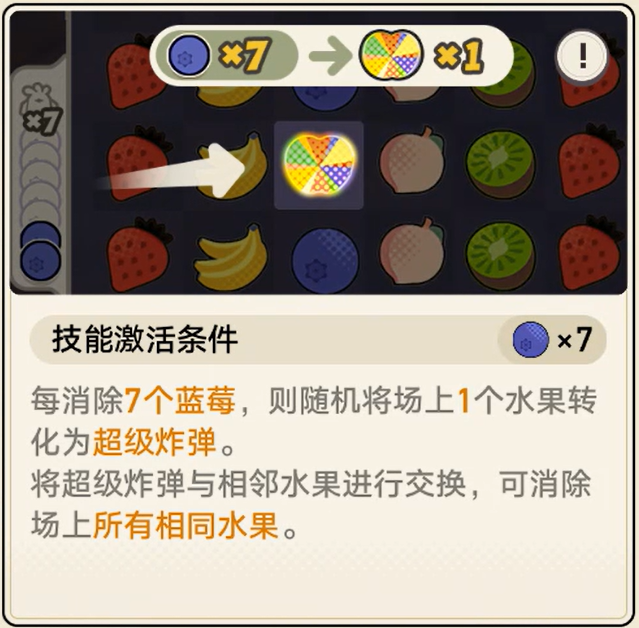 ×7 ×1 !
×7
技能激活条件 ×7
每消除7个蓝莓，则随机将场上1个水果转
化为超级炸弹。
将超级炸弹与相邻水果进行交换，可消除
场上所有相同水果。